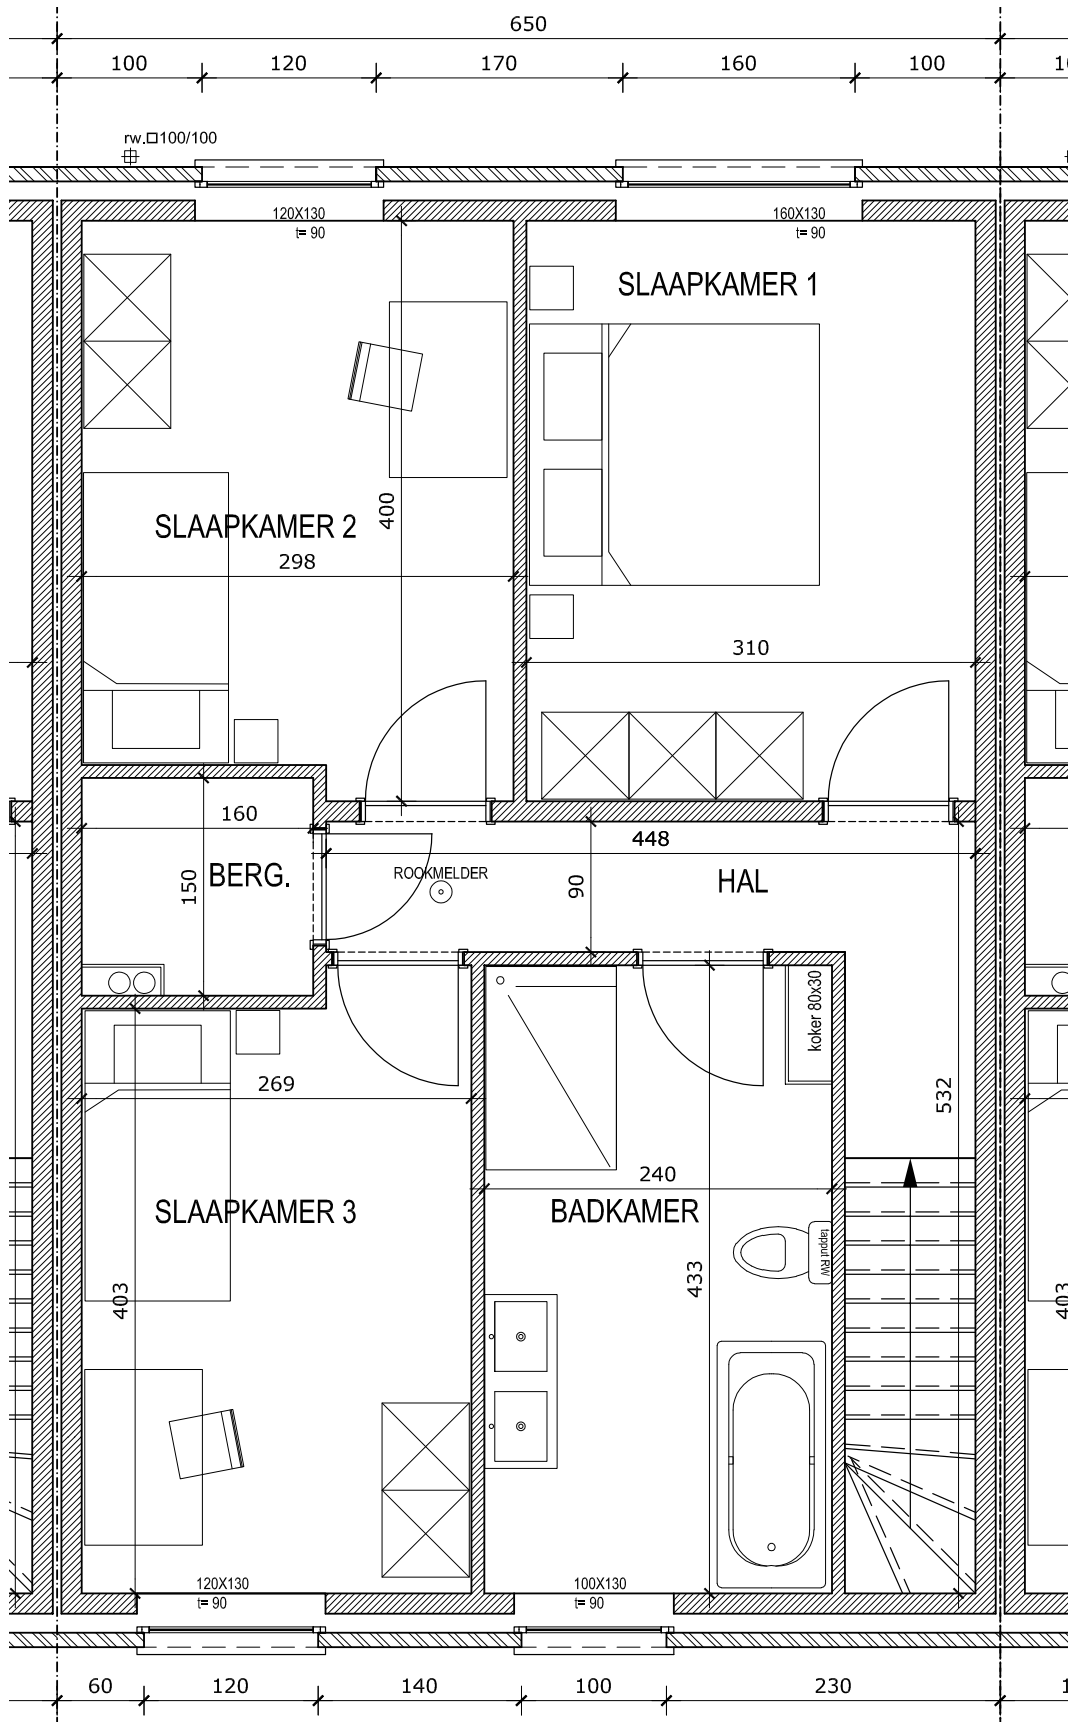 650
100 120 170 160 100
rw.□100/100
120X130
t= 90
160X130
t= 90
SLAAPKAMER 1
SLAAPKAMER 2
400
298
310
160
448
150
BERG.
ROOKMELDER
90
HAL
koker 80x30
269
532
240
SLAAPKAMER 3
BADKAMER
tapput RW
433
403
403
120X130
t= 90
100X130
t= 90
60 120 140 100 230